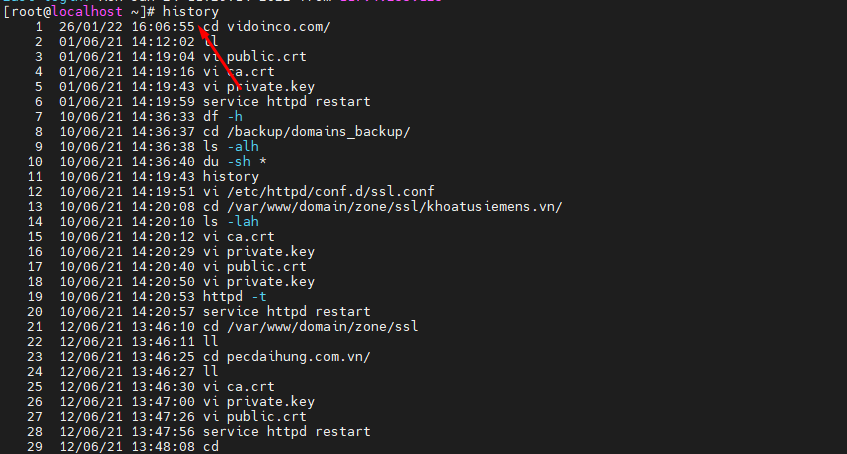 [root@localhost ~]# history
1 26/01/22 16:06:55 cd vidoinco.com/
2 01/06/21 14:12:02 ll
3 01/06/21 14:19:04 vi public.crt
4 01/06/21 14:19:16 vi ca.crt
5 01/06/21 14:19:43 vi private.key
6 01/06/21 14:19:59 service httpd restart
7 10/06/21 14:36:33 df -h
8 10/06/21 14:36:37 cd /backup/domains_backup/
9 10/06/21 14:36:38 ls -alh
10 10/06/21 14:36:40 du -sh *
11 10/06/21 14:19:43 history
12 10/06/21 14:19:51 vi /etc/httpd/conf.d/ssl.conf
13 10/06/21 14:20:08 cd /var/www/domain/zone/ssl/khoatusiemens.vn/
14 10/06/21 14:20:10 ls -lah
15 10/06/21 14:20:12 vi ca.crt
16 10/06/21 14:20:29 vi private.key
17 10/06/21 14:20:40 vi public.crt
18 10/06/21 14:20:50 vi private.key
19 10/06/21 14:20:53 httpd -t
20 10/06/21 14:20:57 service httpd restart
21 12/06/21 13:46:10 cd /var/www/domain/zone/ssl
22 12/06/21 13:46:11 ll
23 12/06/21 13:46:25 cd pecdaihung.com.vn/
24 12/06/21 13:46:27 ll
25 12/06/21 13:46:30 vi ca.crt
26 12/06/21 13:47:00 vi private.key
27 12/06/21 13:47:26 vi public.crt
28 12/06/21 13:47:56 service httpd restart
29 12/06/21 13:48:08 cd